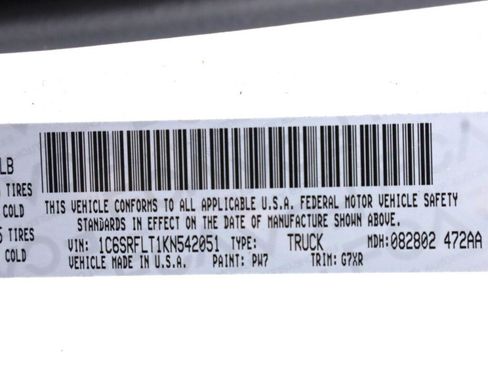 LB
TIRES
COLD
TIRES
COLD
THIS VEHICLE CONFORMS TO ALL APPLICABLE U.S.A. FEDERAL MOTOR VEHICLE SAFETY
STANDARDS IN EFFECT ON THE DATE OF MANUFACTURE SHOWN ABOVE.
VIN: 1C6SRFLT1KN542051 TYPE: TRUCK MDH: 082802 472AA
VEHICLE MADE IN U.S.A. PAINT: PW7 TRIM: G7XR